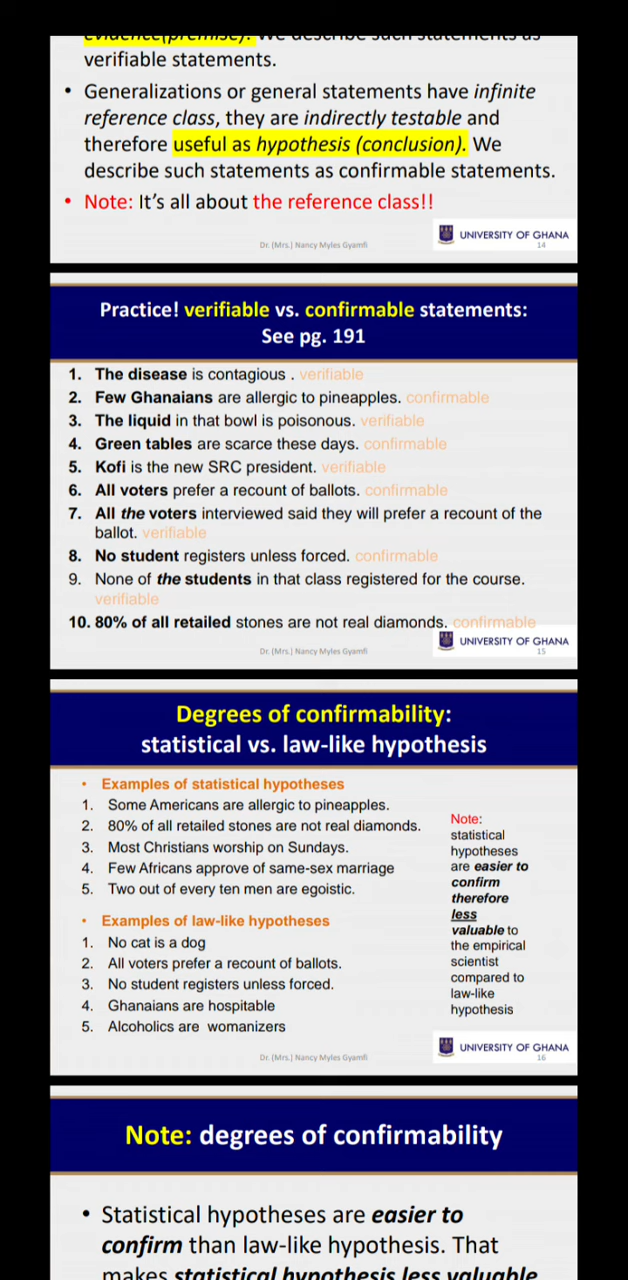 evidence(premise). We describe such statements as
verifiable statements.
• Generalizations or general statements have infinite
reference class, they are indirectly testable and
therefore useful as hypothesis (conclusion). We
describe such statements as confirmable statements.
• Note: It's all about the reference class!!
UNIVERSITY OF GHANA
Dr. (Mrs.) Nancy Myles Gyamfi
14
Practice! verifiable vs. confirmable statements:
See pg. 191
1. The disease is contagious . verifiable
2. Few Ghanaians are allergic to pineapples. confirmable
3. The liquid in that bowl is poisonous. verifiable
4. Green tables are scarce these days. confirmable
5. Kofi is the new SRC president. verifiable
6. All voters prefer a recount of ballots. confirmable
7. All the voters interviewed said they will prefer a recount of the
ballot. verifiable
8. No student registers unless forced. confirmable
9. None of the students in that class registered for the course.
verifiable
10. 80% of all retailed stones are not real diamonds. confirmable
UNIVERSITY OF GHANA
Dr. (Mrs.) Nancy Myles Gyamfi
15
Degrees of confirmability:
statistical vs. law-like hypothesis
• Examples of statistical hypotheses
1. Some Americans are allergic to pineapples.
2. 80% of all retailed stones are not real diamonds.
3. Most Christians worship on Sundays.
4. Few Africans approve of same-sex marriage
5. Two out of every ten men are egoistic.
• Examples of law-like hypotheses
1. No cat is a dog
2. All voters prefer a recount of ballots.
3. No student registers unless forced.
4. Ghanaians are hospitable
5. Alcoholics are womanizers
Note:
statistical
hypotheses
are easier to
confirm
therefore
less
valuable to
the empirical
scientist
compared to
law-like
hypothesis
UNIVERSITY OF GHANA
Dr. (Mrs.) Nancy Myles Gyamfi
16
Note: degrees of confirmability
• Statistical hypotheses are easier to
confirm than law-like hypothesis. That
makes statistical hypothesis less valuable